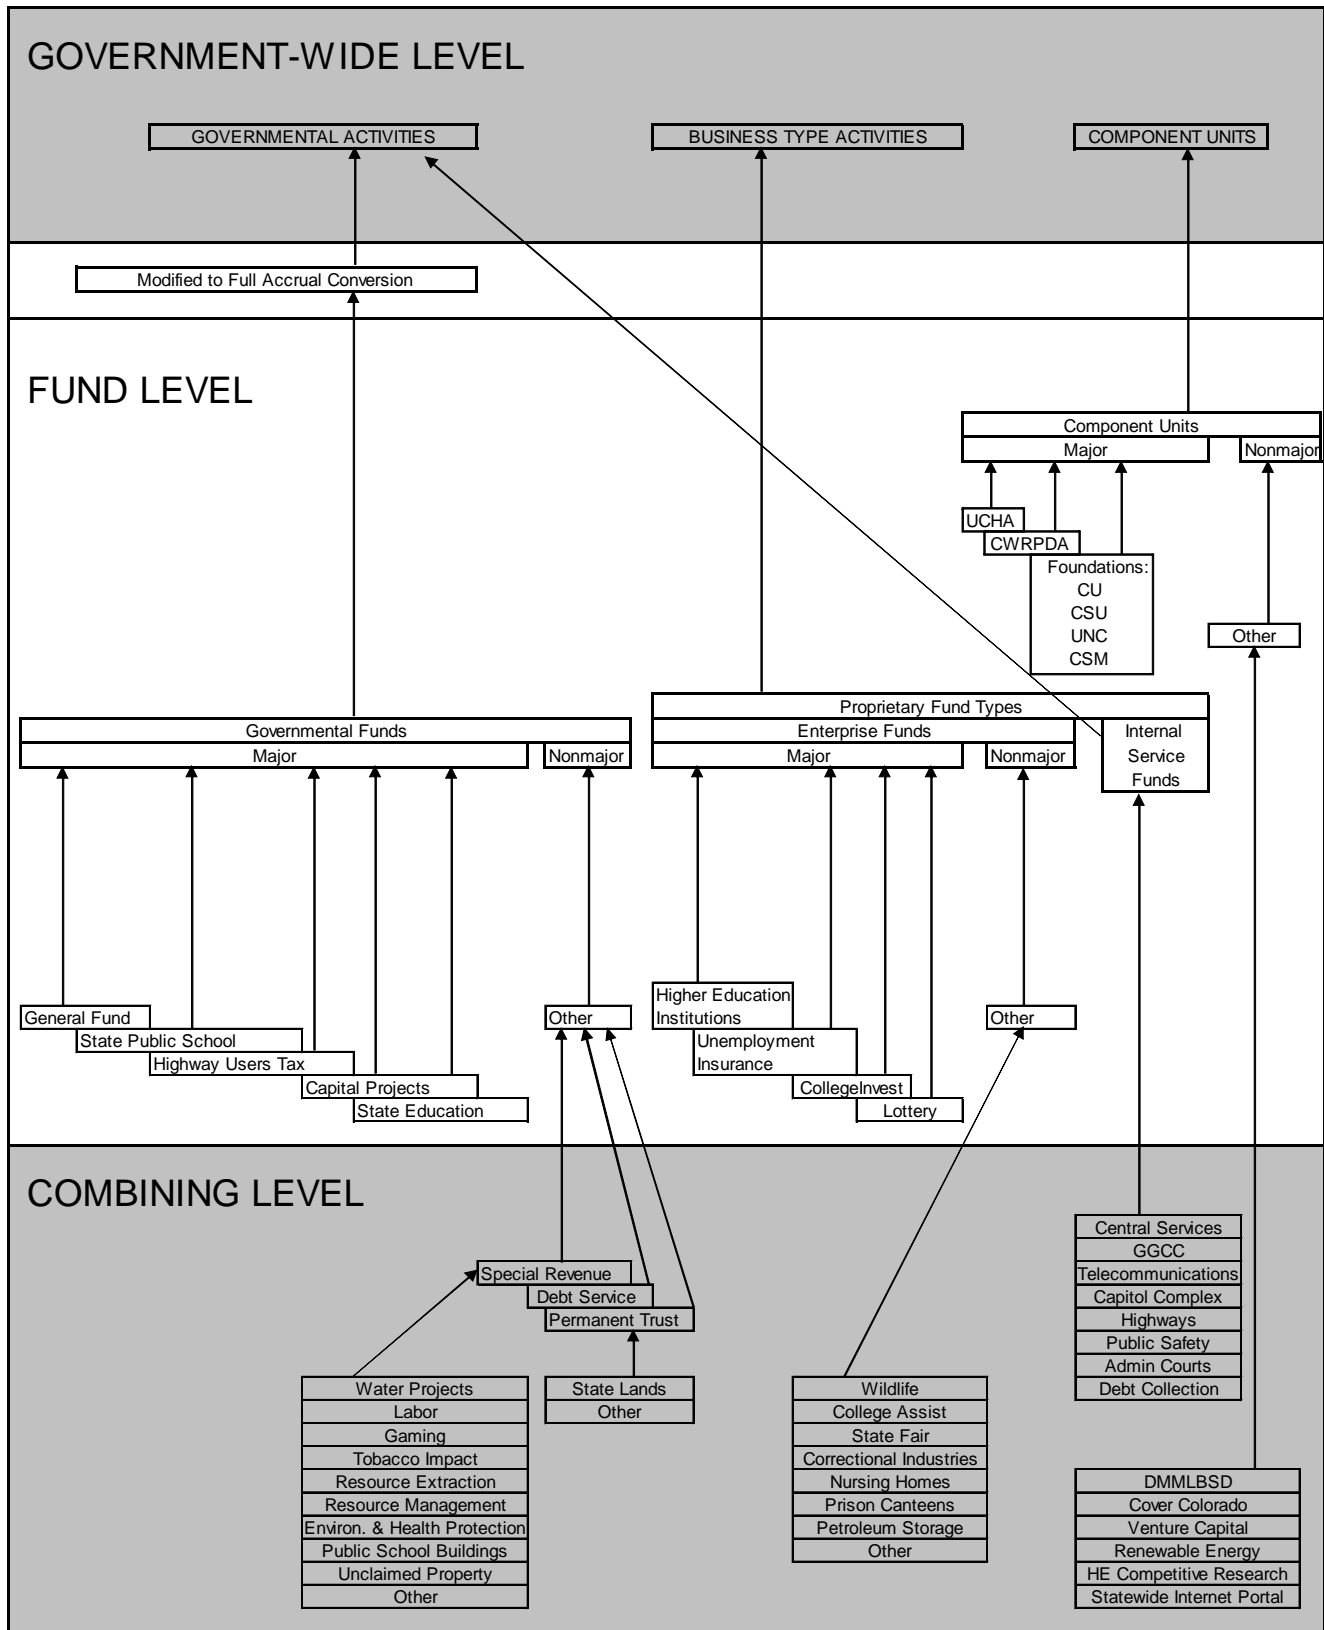 GOVERNMENT-WIDE LEVEL
GOVERNMENTAL ACTIVITIES
BUSINESS TYPE ACTIVITIES
COMPONENT UNITS
Modified to Full Accrual Conversion
FUND LEVEL
Component Units
Major
Nonmajor
UCHA
CWRPDA
Foundations:
CU
CSU
UNC
CSM
Other
Proprietary Fund Types
Governmental Funds
Enterprise Funds
Internal
Service
Funds
Major
Nonmajor
Major
Nonmajor
General Fund
State Public School
Highway Users Tax
Capital Projects
State Education
Other
Higher Education
Institutions
Unemployment
Insurance
CollegeInvest
Lottery
Other
COMBINING LEVEL
Special Revenue
Debt Service
Permanent Trust
Water Projects
Labor
Gaming
Tobacco Impact
Resource Extraction
Resource Management
Environ. & Health Protection
Public School Buildings
Unclaimed Property
Other
State Lands
Other
Wildlife
College Assist
State Fair
Correctional Industries
Nursing Homes
Prison Canteens
Petroleum Storage
Other
Central Services
GGCC
Telecommunications
Capitol Complex
Highways
Public Safety
Admin Courts
Debt Collection
DMMLBSD
Cover Colorado
Venture Capital
Renewable Energy
HE Competitive Research
Statewide Internet Portal